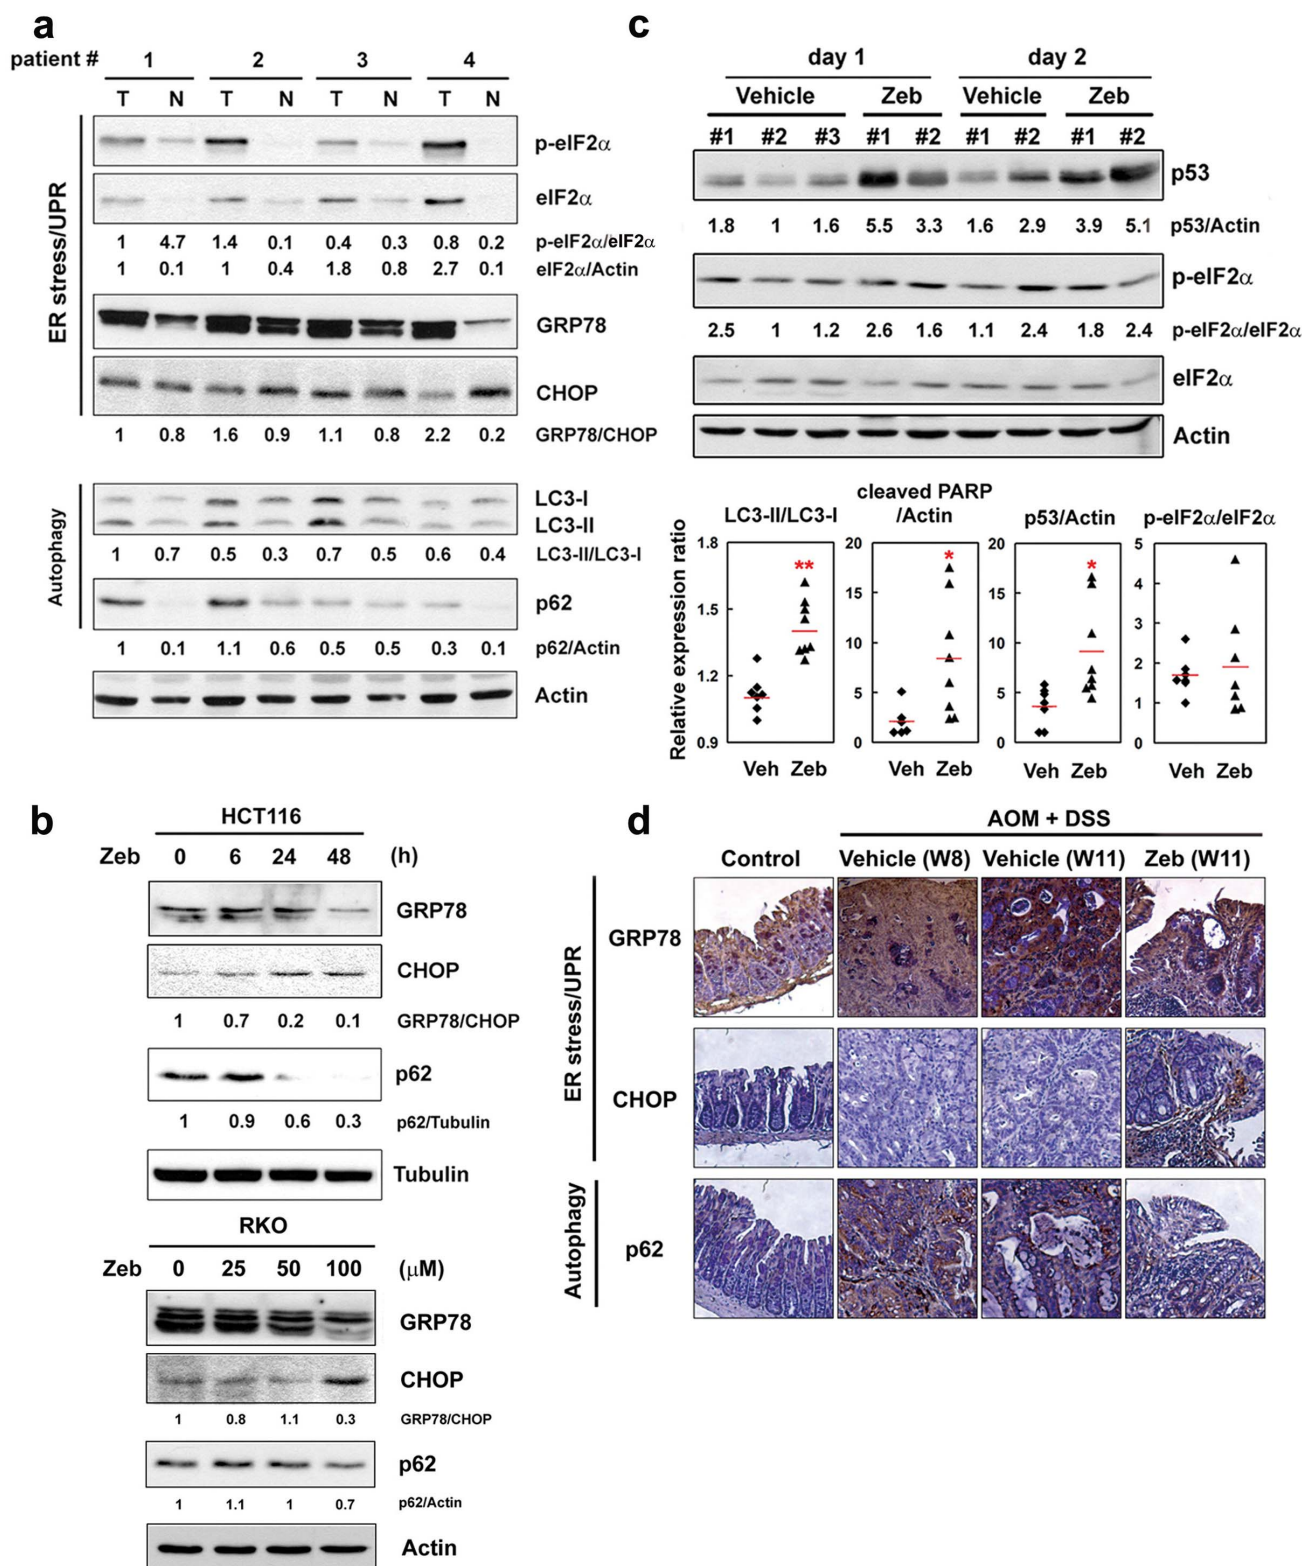 a
patient # 1 2 3 4
T N T N T N T N
ER stress/UPR
p-eIF2α
eIF2α
1 4.7 1.4 0.1 0.4 0.3 0.8 0.2 p-eIF2α/eIF2α
1 0.1 1 0.4 1.8 0.8 2.7 0.1 eIF2α/Actin
GRP78
CHOP
1 0.8 1.6 0.9 1.1 0.8 2.2 0.2 GRP78/CHOP
Autophagy
LC3-I
LC3-II
1 0.7 0.5 0.3 0.7 0.5 0.6 0.4 LC3-II/LC3-I
p62
1 0.1 1.1 0.6 0.5 0.5 0.3 0.1 p62/Actin
Actin
b
HCT116
Zeb 0 6 24 48 (h)
GRP78
CHOP
1 0.7 0.2 0.1 GRP78/CHOP
p62
1 0.9 0.6 0.3 p62/Tubulin
Tubulin
RKO
Zeb 0 25 50 100 (μM)
GRP78
CHOP
1 0.8 1.1 0.3 GRP78/CHOP
p62
1 1.1 1 0.7 p62/Actin
Actin
c
day 1 day 2
Vehicle Zeb Vehicle Zeb
#1 #2 #3 #1 #2 #1 #2 #1 #2
p53
1.8 1 1.6 5.5 3.3 1.6 2.9 3.9 5.1 p53/Actin
p-eIF2α
2.5 1 1.2 2.6 1.6 1.1 2.4 1.8 2.4 p-eIF2α/eIF2α
eIF2α
Actin
Relative expression ratio
LC3-II/LC3-I
1.8
1.5
1.2
0.9
**
Veh Zeb
cleaved PARP
/Actin
20
15
10
5
0
*
Veh Zeb
p53/Actin
20
15
10
5
0
*
Veh Zeb
p-eIF2α/eIF2α
5
4
3
2
1
0
Veh Zeb
d
AOM + DSS
Control Vehicle (W8) Vehicle (W11) Zeb (W11)
ER stress/UPR
GRP78
CHOP
Autophagy
p62